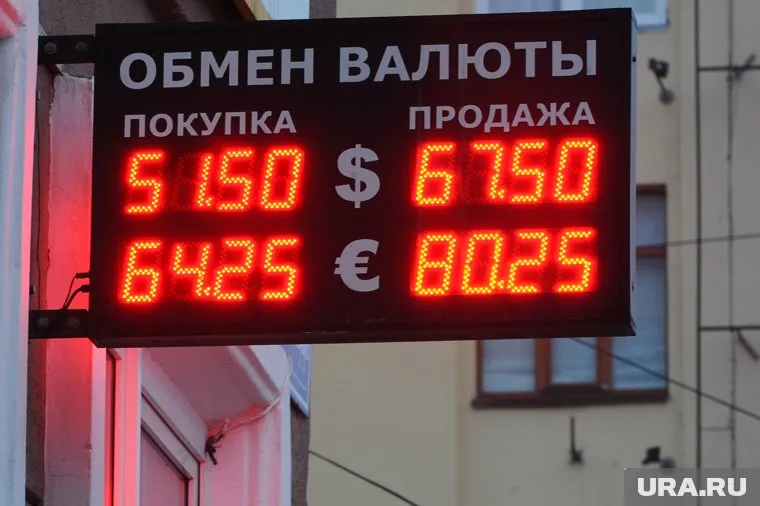 ОБМЕН ВАЛЮТЫ
ПОКУПКА ПРОДАЖА
51.50 $ 67.50
64.25 € 80.25
URA.RU